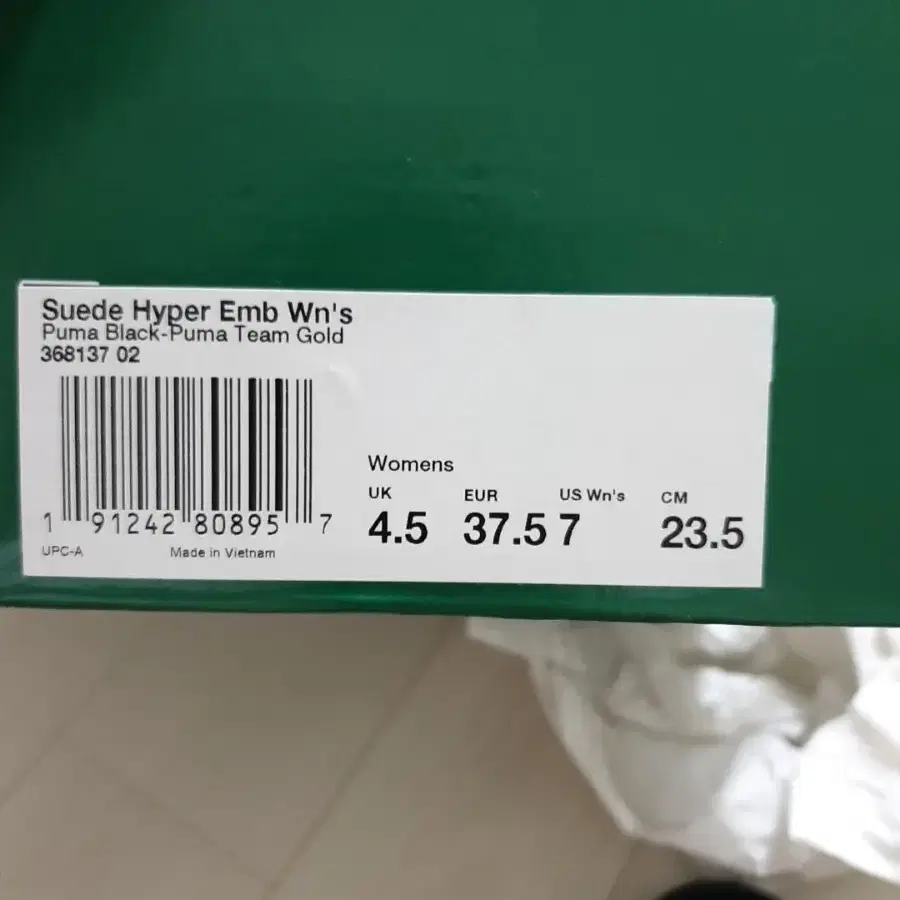 Suede Hyper Emb Wn's
Puma Black-Puma Team Gold
368137 02
1 91242 80895 7
UPC-A Made in Vietnam
Womens
UK EUR US Wn's CM
4.5 37.5 7 23.5